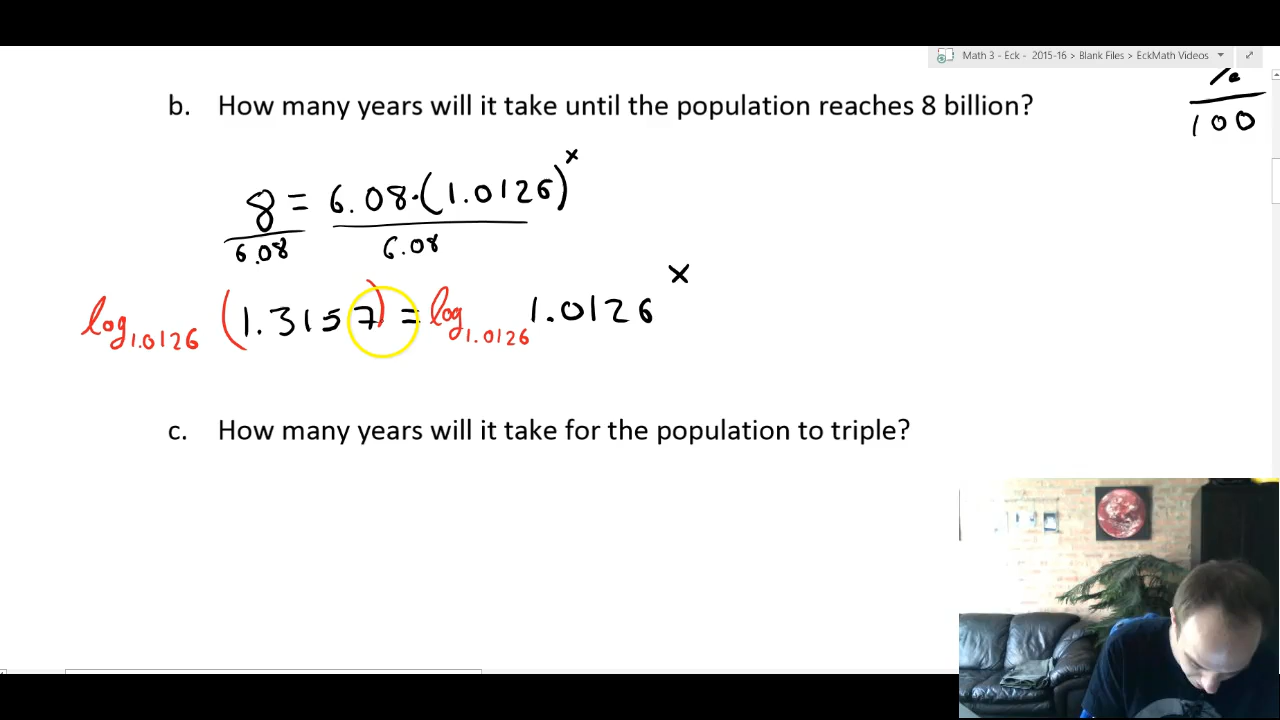 Math 3 - Eck - 2015-16 > Blank Files > EckMath Videos
%
100
b. How many years will it take until the population reaches 8 billion?
8 = 6.08·(1.0126)^x
6.08 6.08
log_1.0126 (1.3157) = log_1.0126 1.0126^x
c. How many years will it take for the population to triple?